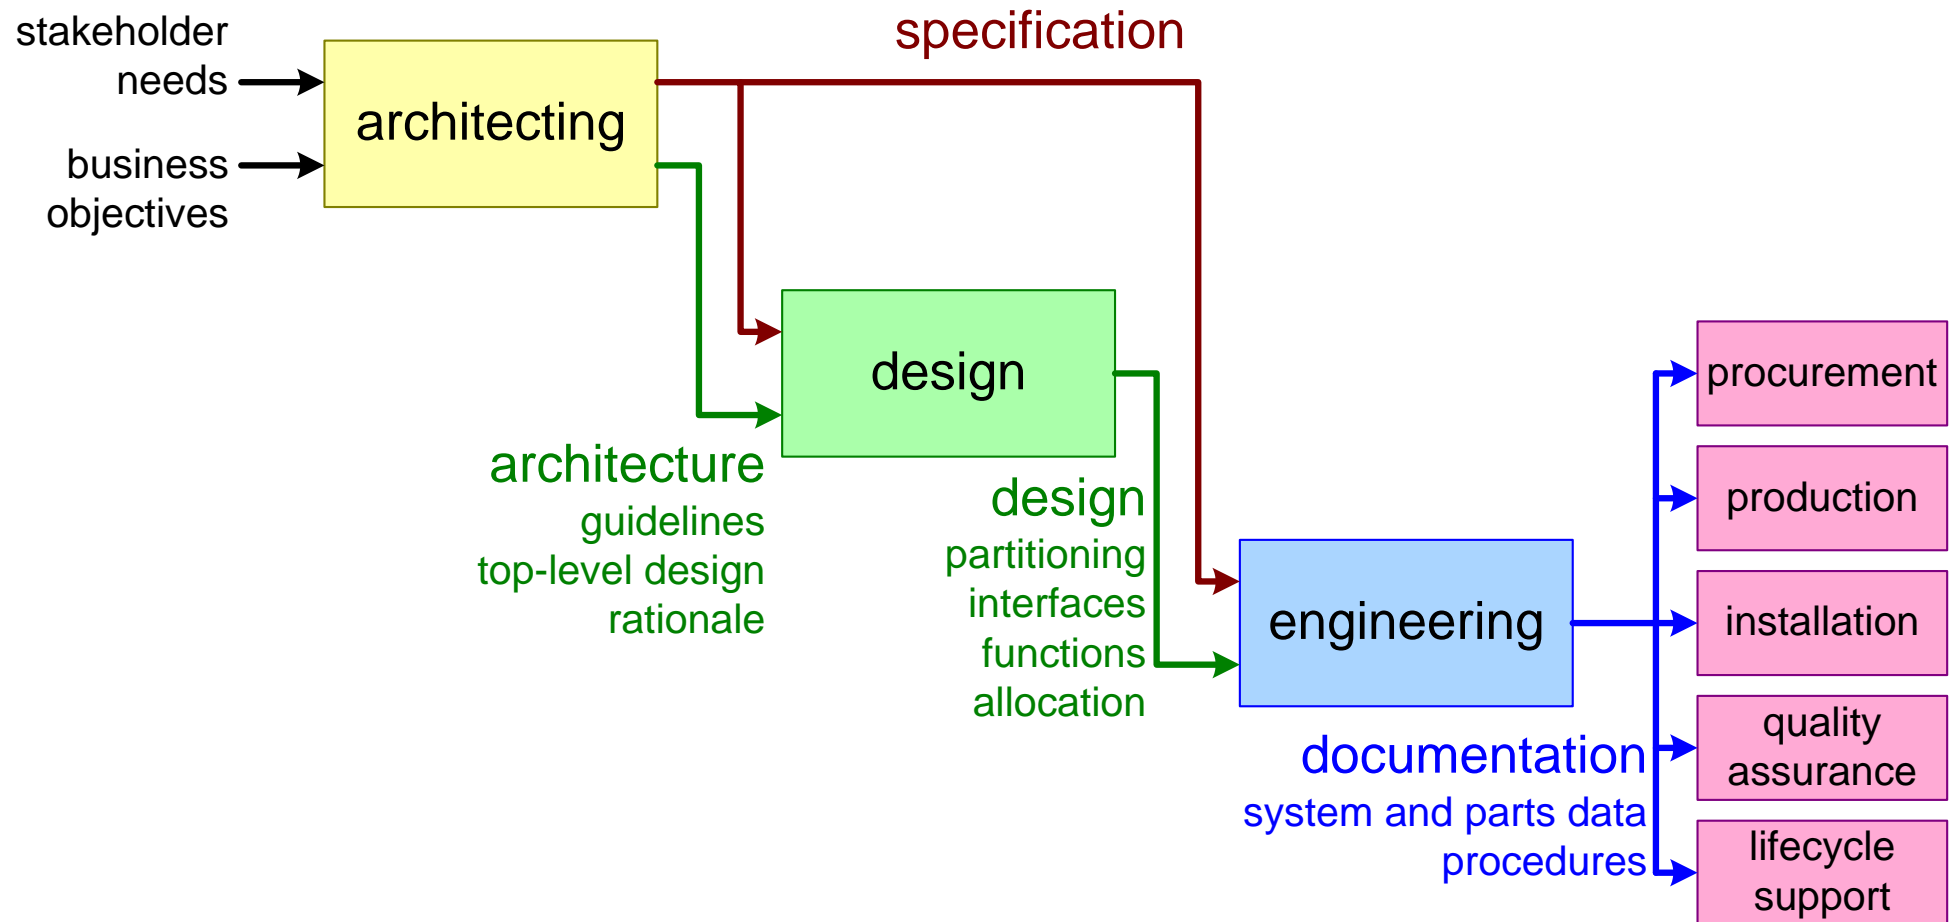 stakeholder
needs
business
objectives
architecting
specification
design
architecture
guidelines
top-level design
rationale
design
partitioning
interfaces
functions
allocation
engineering
documentation
system and parts data
procedures
procurement
production
installation
quality
assurance
lifecycle
support